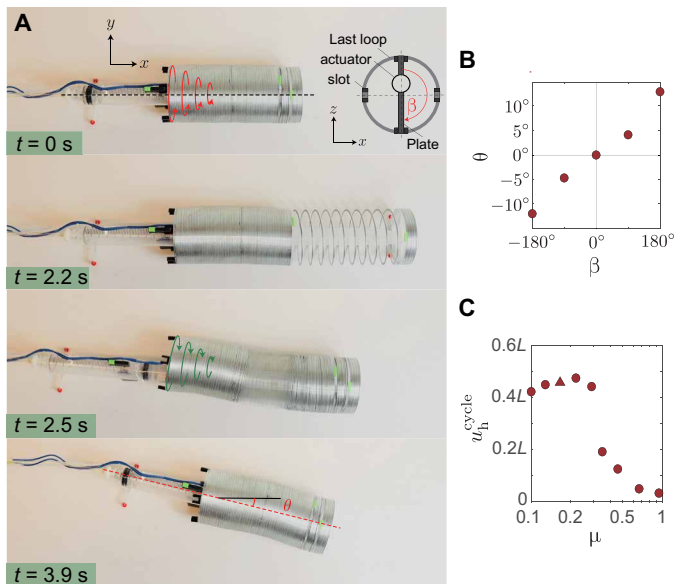 A
y
x
Last loop
actuator
slot
β
z
x
Plate
t = 0 s
t = 2.2 s
t = 2.5 s
θ
t = 3.9 s
B
10°
5°
0°
−5°
−10°
θ
−180° 0° 180°
β
C
0.6L
0.4L
0.2L
0
u_h^cycle
0.1 0.2 0.5 1
μ